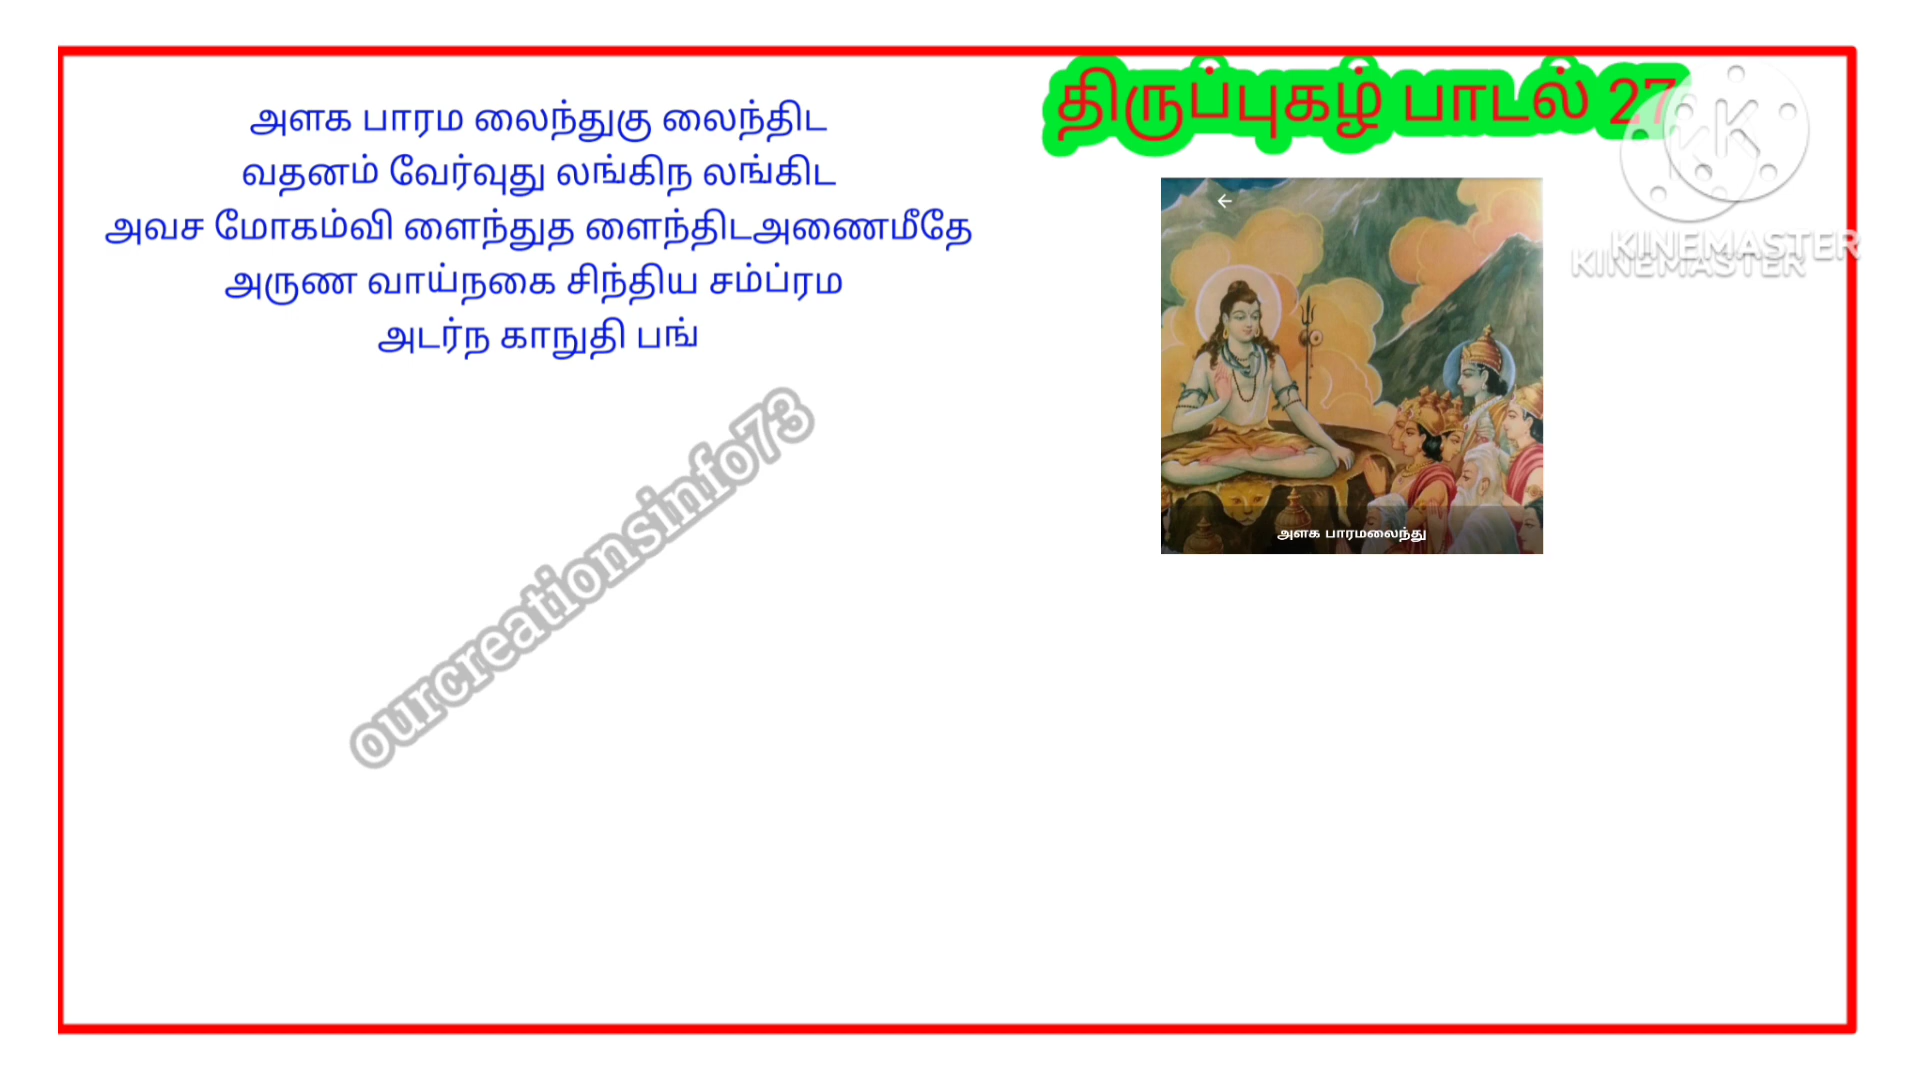 திருப்புகழ் பாடல் 27
அளக பாரம லைந்துகு லைந்திட
வதனம் வேர்வுது லங்கிந லங்கிட
அவச மோகம்வி ளைந்துத ளைந்திடஅணைமீதே
அருண வாய்நகை சிந்திய சம்ப்ரம
அடர்ந காநுதி பங்
அளக பாரமலைந்து
ourcreationsinfo73
K
K
KINEMASTER
KINEMASTER